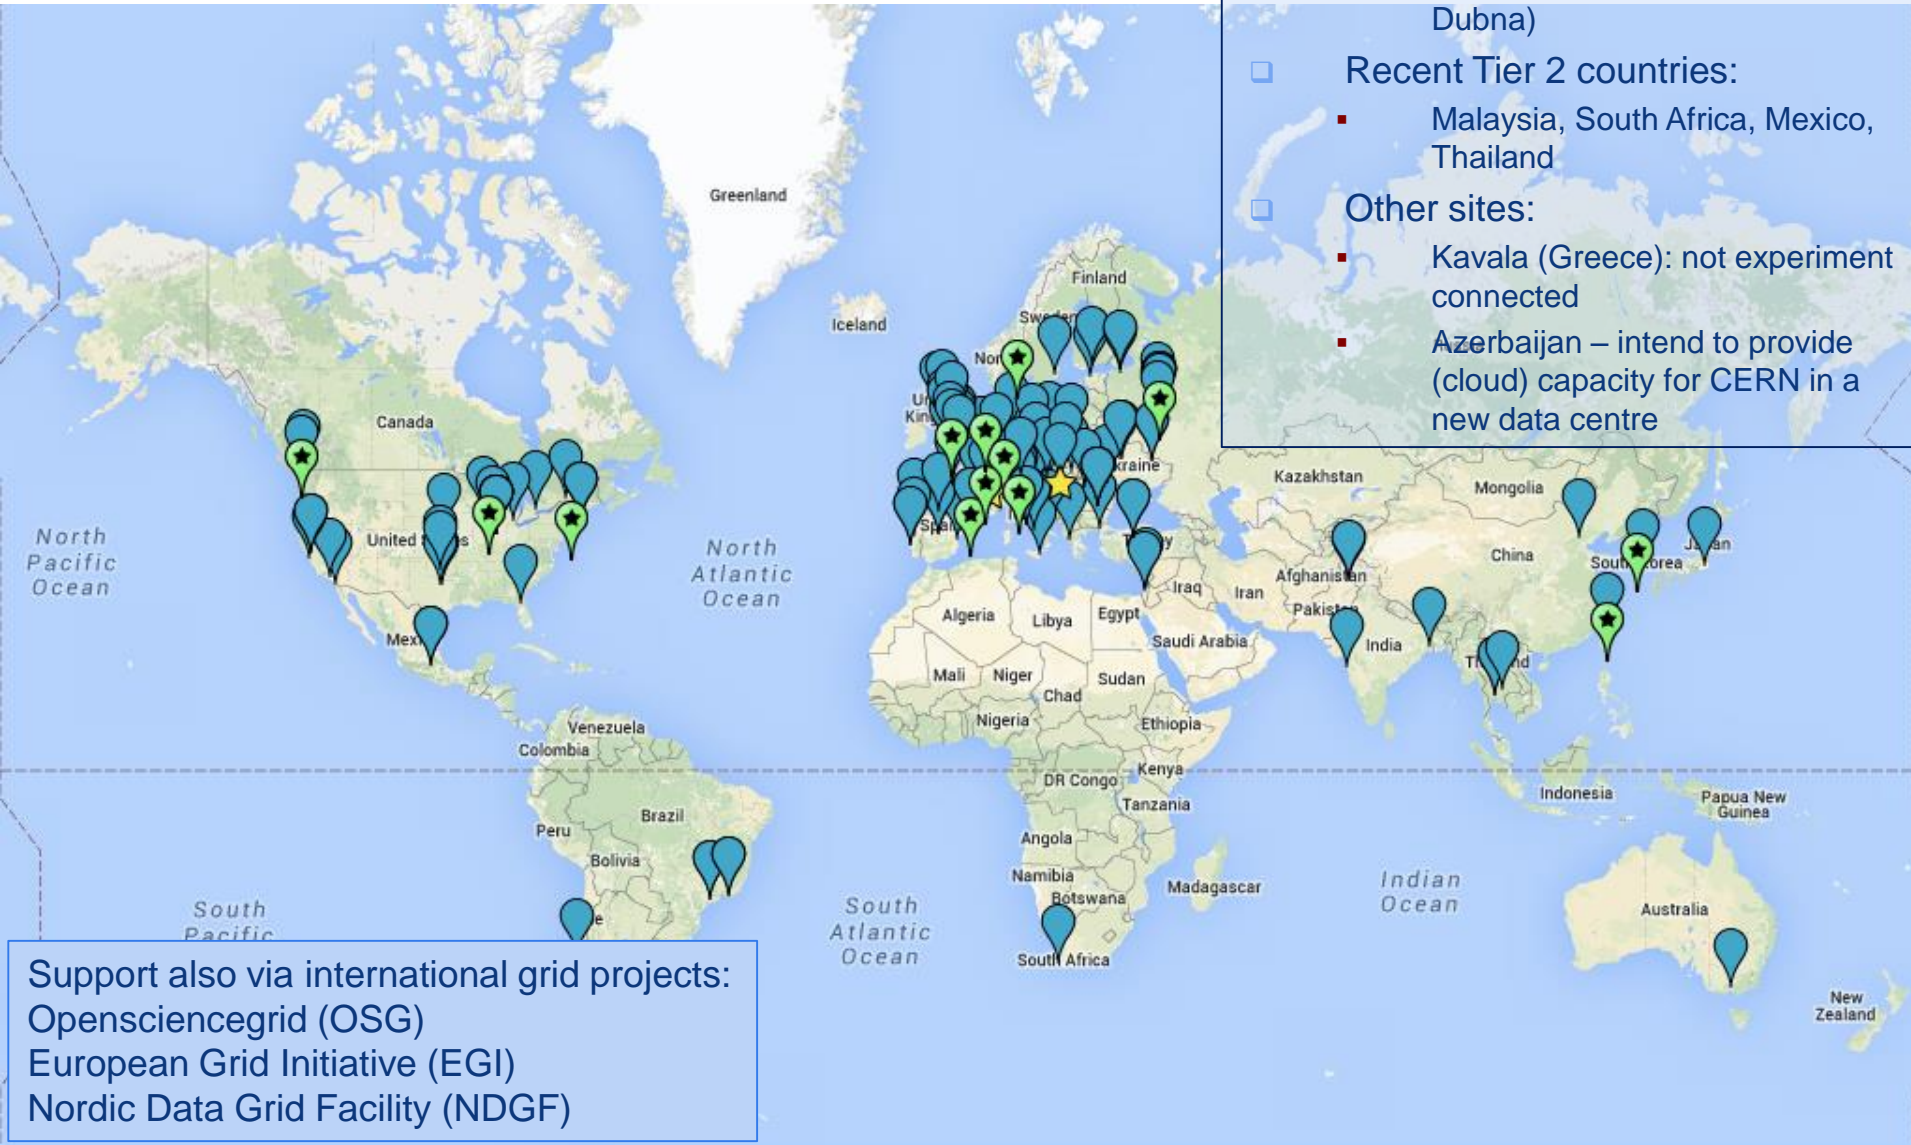 Dubna)
Recent Tier 2 countries:
Malaysia, South Africa, Mexico,
Thailand
Other sites:
Kavala (Greece): not experiment
connected
Azerbaijan – intend to provide
(cloud) capacity for CERN in a
new data centre
Greenland
Finland
Iceland
Canada
Kazakhstan
Mongolia
North
Pacific
Ocean
United
North
Atlantic
Ocean
China
Afghanistan
Iraq
Iran
Algeria
Libya
Egypt
Saudi Arabia
India
Mali
Niger
Chad
Sudan
Nigeria
Ethiopia
Venezuela
Colombia
DR Congo
Kenya
Tanzania
Indonesia
Papua New
Guinea
Brazil
Peru
Bolivia
Angola
Namibia
Botswana
Madagascar
Indian
Ocean
Australia
South
Pacific
South
Atlantic
Ocean
South Africa
New
Zealand
Support also via international grid projects:
Opensciencegrid (OSG)
European Grid Initiative (EGI)
Nordic Data Grid Facility (NDGF)